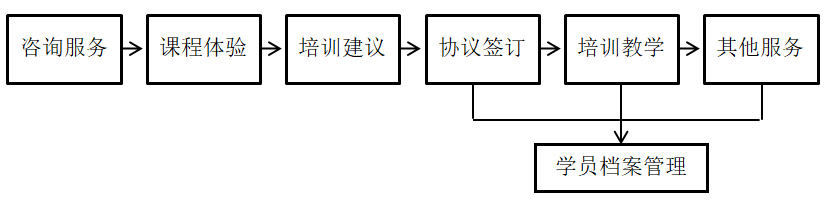 咨询服务
课程体验
培训建议
协议签订
培训教学
其他服务
学员档案管理